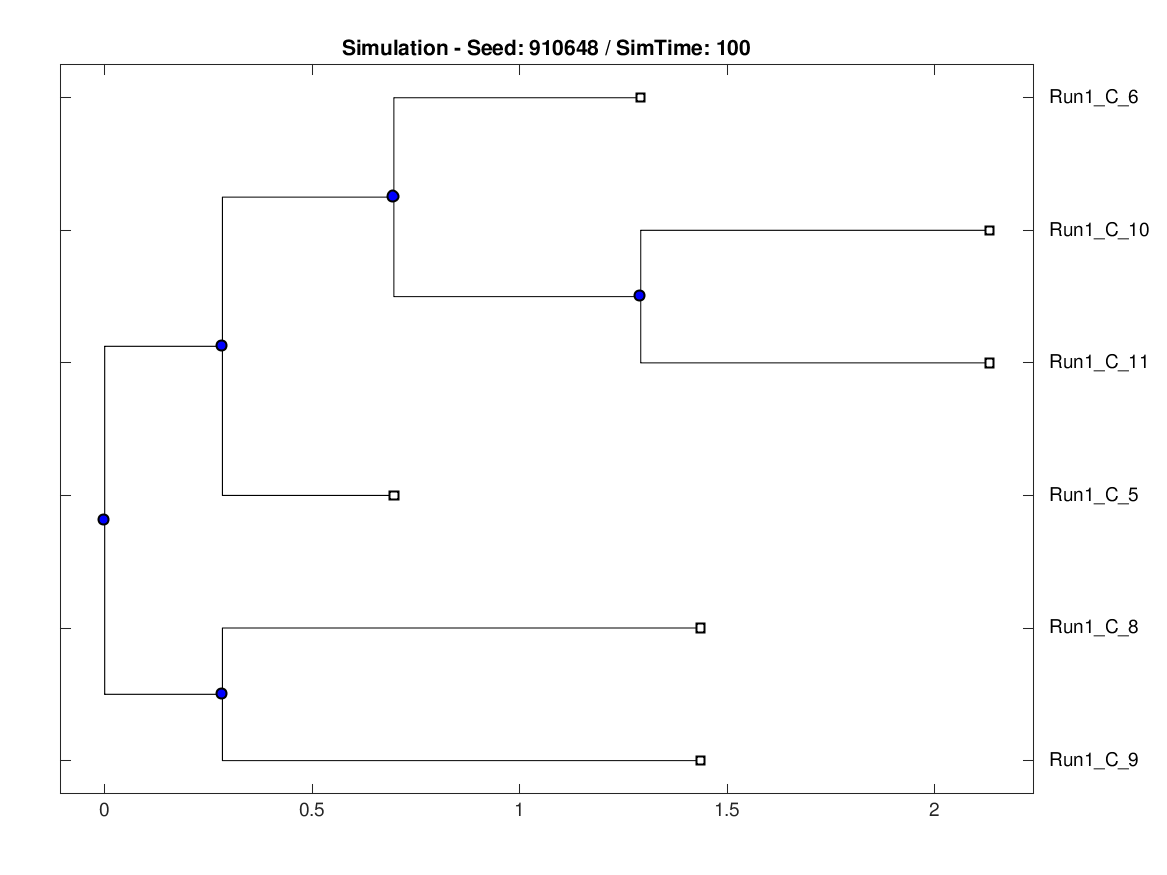 Simulation - Seed: 910648 / SimTime: 100
Run1_C_6
Run1_C_10
Run1_C_11
Run1_C_5
Run1_C_8
Run1_C_9
0 0.5 1 1.5 2